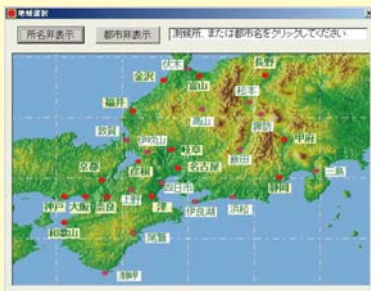 地域選択
所名非表示 都市非表示 測候所、または都市名をクリックしてください
伏木 長野
金沢 富山
松本
福井
高山 諏訪
敦賀 伊吹山 岐阜 甲府
飯田
京都 彦根 名古屋 三島
四日市 静岡
上野
神戸 大阪 奈良 津 伊良湖 浜松
和歌山
尾鷲
潮岬